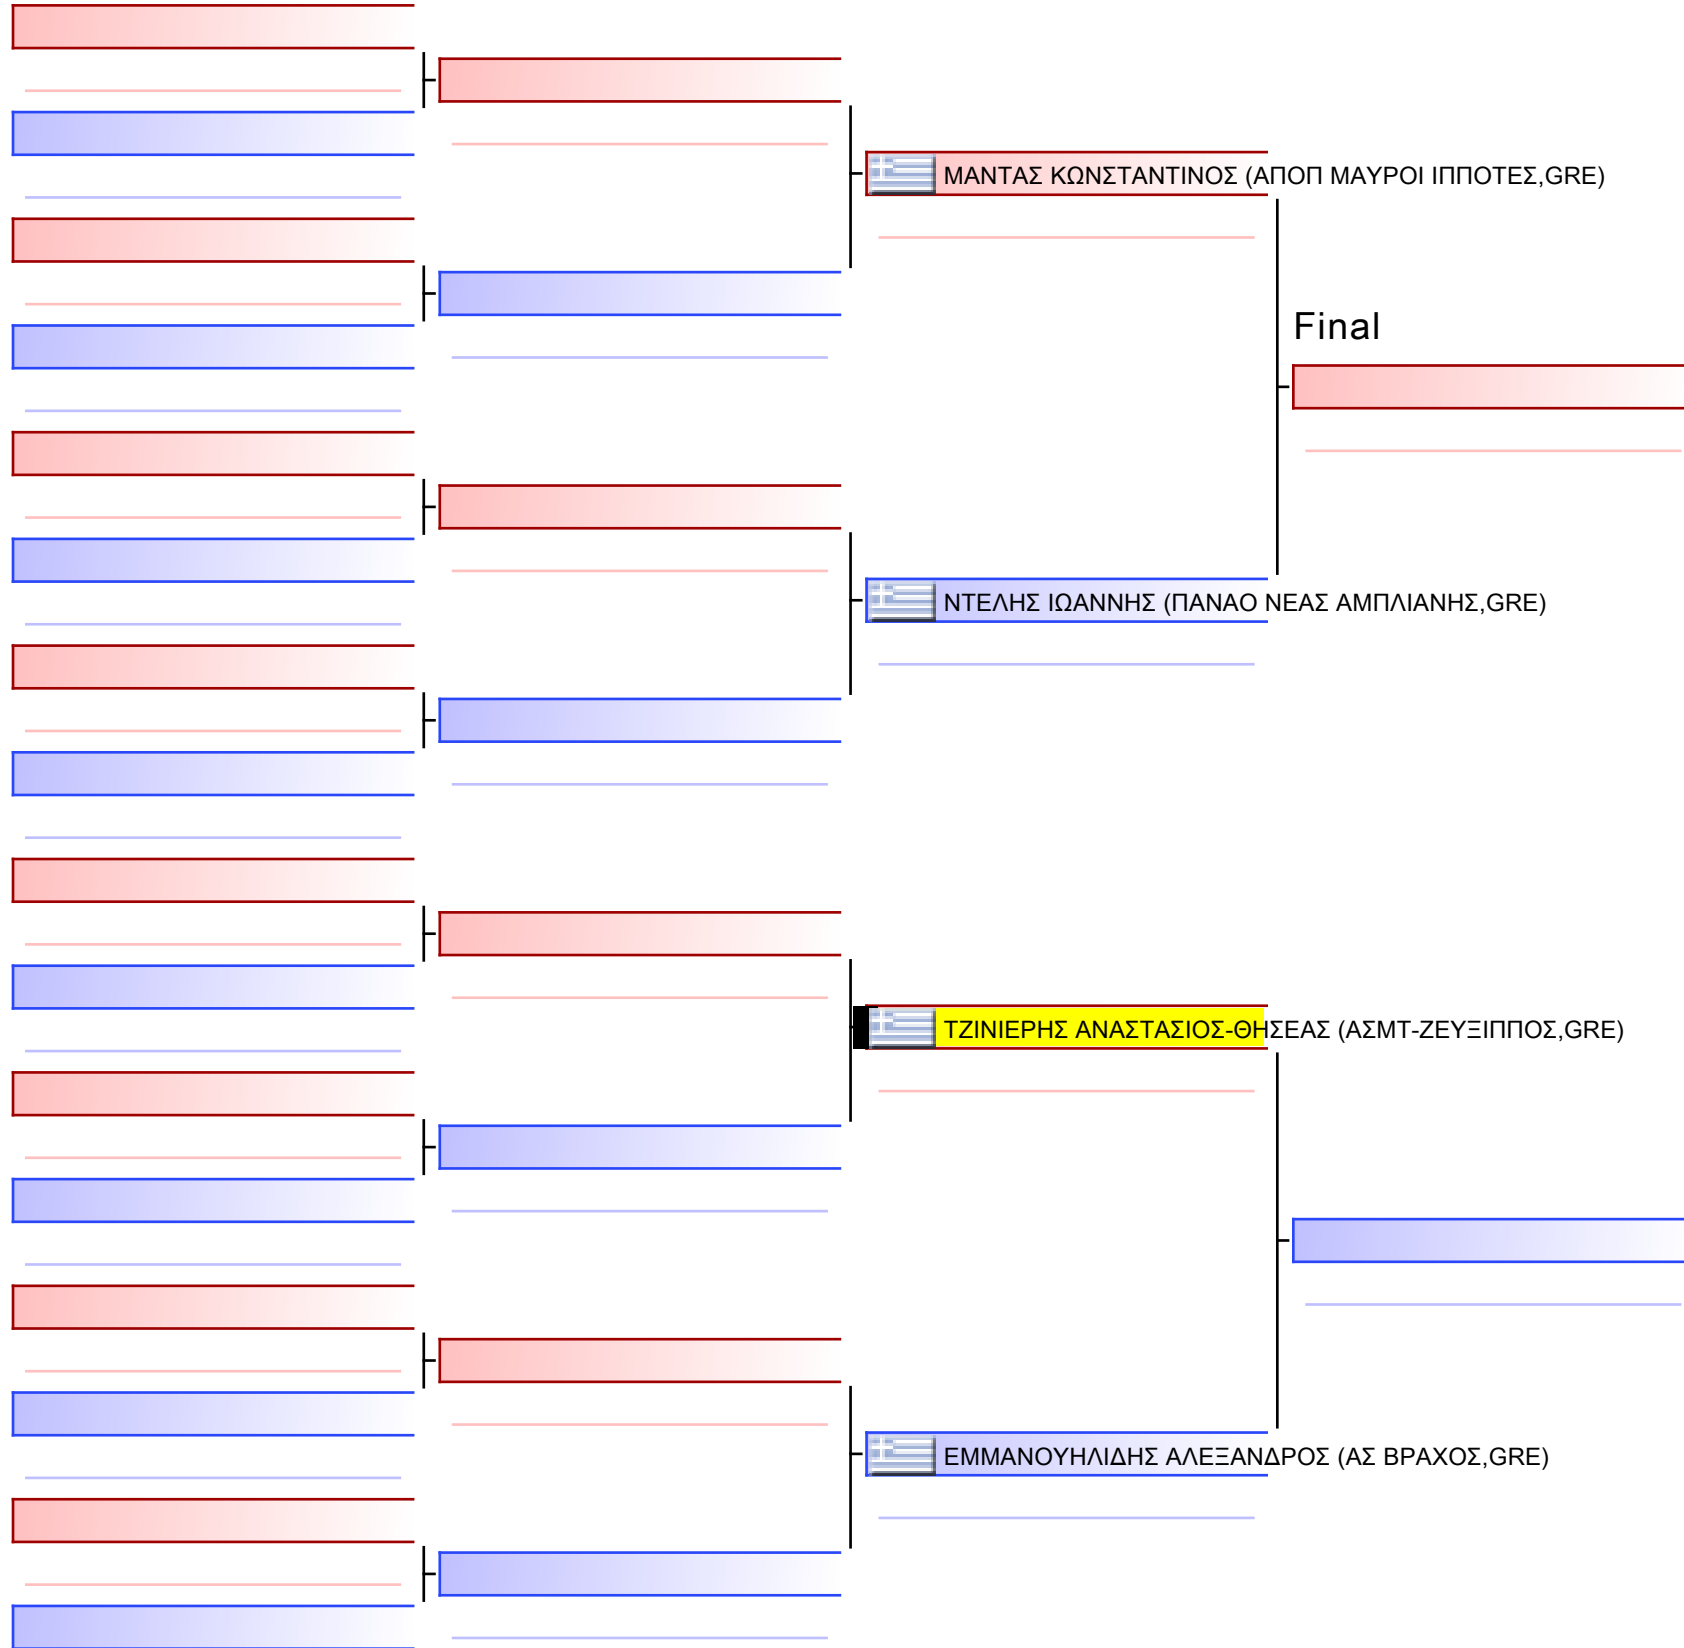 ΜΑΝΤΑΣ ΚΩΝΣΤΑΝΤΙΝΟΣ (ΑΠΟΠ ΜΑΥΡΟΙ ΙΠΠΟΤΕΣ,GRE)
Final
ΝΤΕΛΗΣ ΙΩΑΝΝΗΣ (ΠΑΝΑΟ ΝΕΑΣ ΑΜΠΛΙΑΝΗΣ,GRE)
ΤΖΙΝΙΕΡΗΣ ΑΝΑΣΤΑΣΙΟΣ-ΘΗΣΕΑΣ (ΑΣΜΤ-ΖΕΥΞΙΠΠΟΣ,GRE)
ΕΜΜΑΝΟΥΗΛΙΔΗΣ ΑΛΕΞΑΝΔΡΟΣ (ΑΣ ΒΡΑΧΟΣ,GRE)